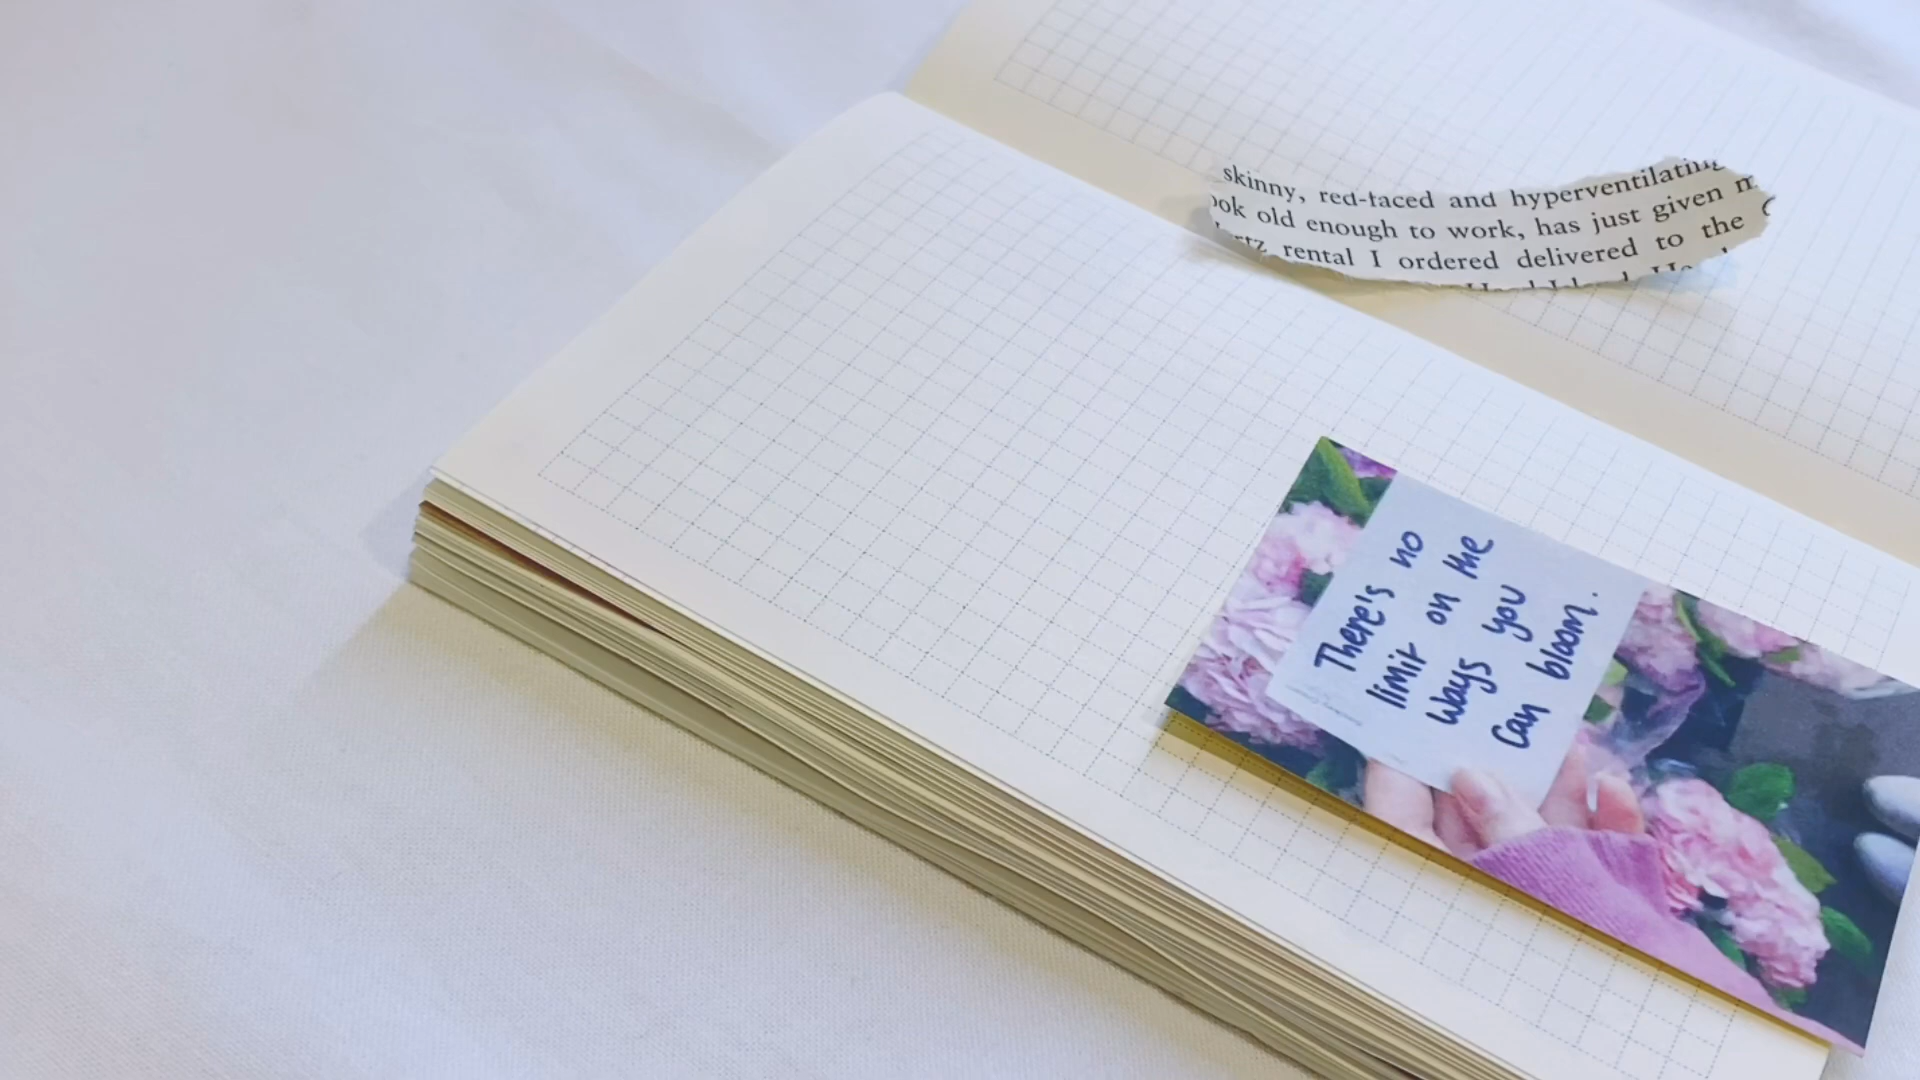 skinny, red-faced and hyperventilating
old enough to work, has just given
rental I ordered delivered to the
There's no
limit on the
ways you
can bloom.